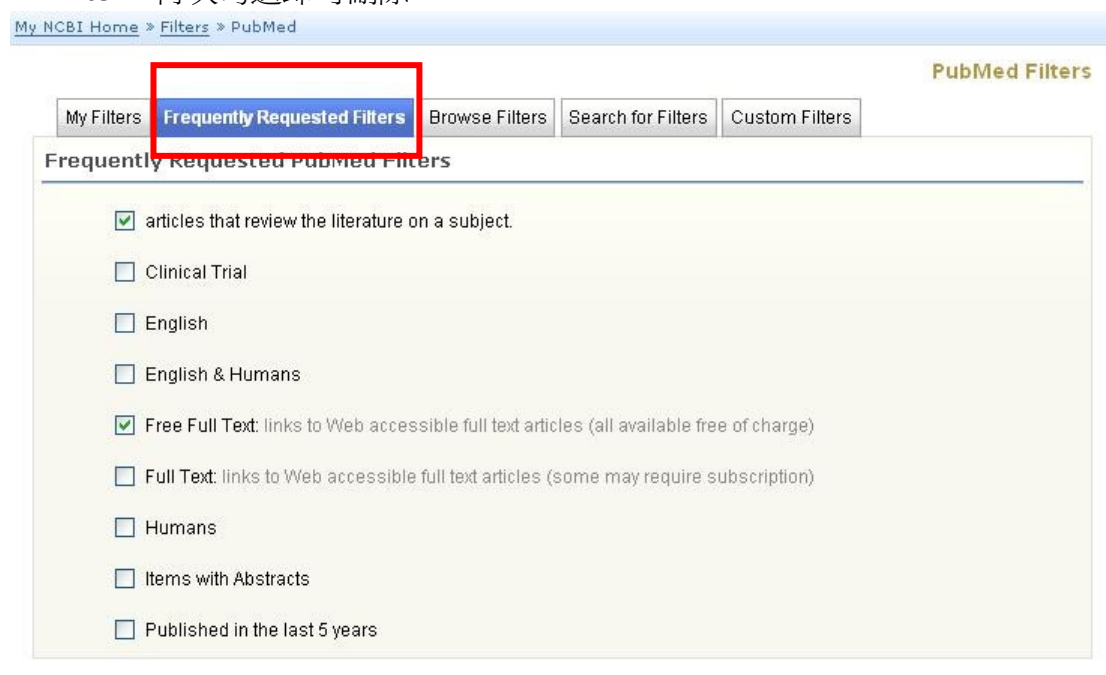 My NCBI Home » Filters » PubMed
PubMed Filters
My Filters Frequently Requested Filters Browse Filters Search for Filters Custom Filters
Frequently Requested PubMed Filters
articles that review the literature on a subject.
Clinical Trial
English
English & Humans
Free Full Text: links to Web accessible full text articles (all available free of charge)
Full Text: links to Web accessible full text articles (some may require subscription)
Humans
Items with Abstracts
Published in the last 5 years